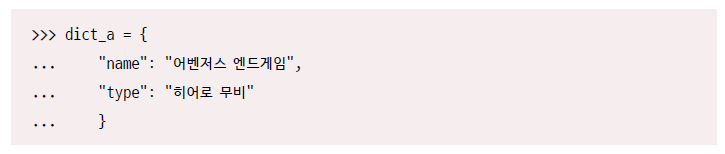 >>> dict_a = {
...     "name": "어벤저스 엔드게임",
...     "type": "히어로 무비"
...     }